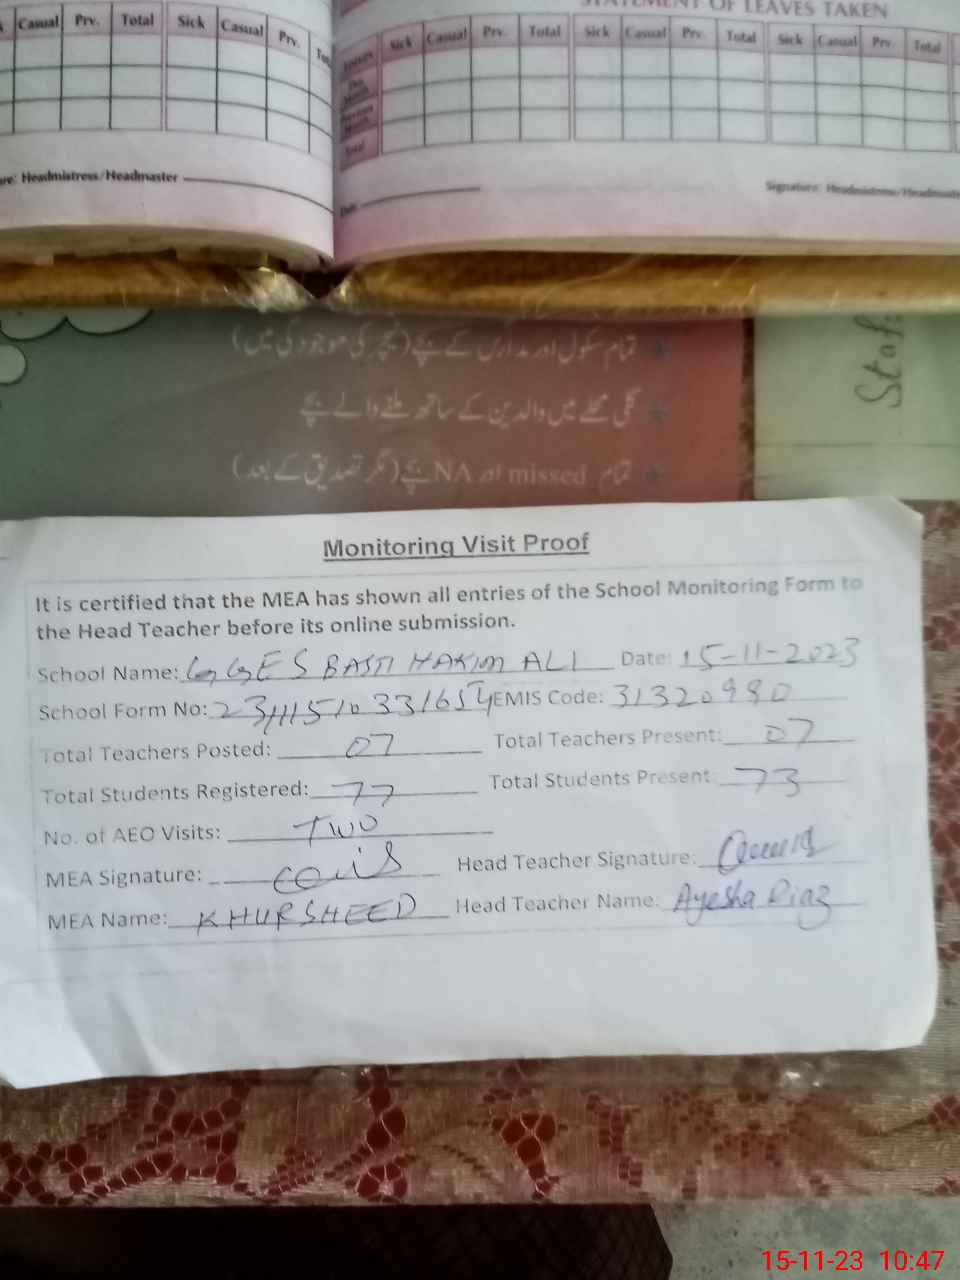 Casual Prv. Total Sick Casual Prv.
Headmistress/Headmaster
STATEMENT OF LEAVES TAKEN
Sick Casual Prv. Total Sick Casual Prv. Total Sick Casual Prv. Total
Total
Date
Signature: Headmistress/Headmaster
تمام سکول اور مدارس کے بچے (ٹیچر کی موجودگی میں)
گلی محلے میں والدین کے ساتھ ملنے والے بچے
تمام NA or missed بچے (مگر تصدیق کے بعد)
Staf
Monitoring Visit Proof
It is certified that the MEA has shown all entries of the School Monitoring Form to
the Head Teacher before its online submission.
School Name: GGES BASTI HAKIM ALI Date: 15-11-2023
School Form No: EMIS Code: 31320980
Total Teachers Posted: 07 Total Teachers Present: 07
Total Students Registered: 77 Total Students Present: 73
No. of AEO Visits: TWO
MEA Signature: Head Teacher Signature:
MEA Name: KHURSHEED Head Teacher Name: Ayesha Riaz
15-11-23 10:47